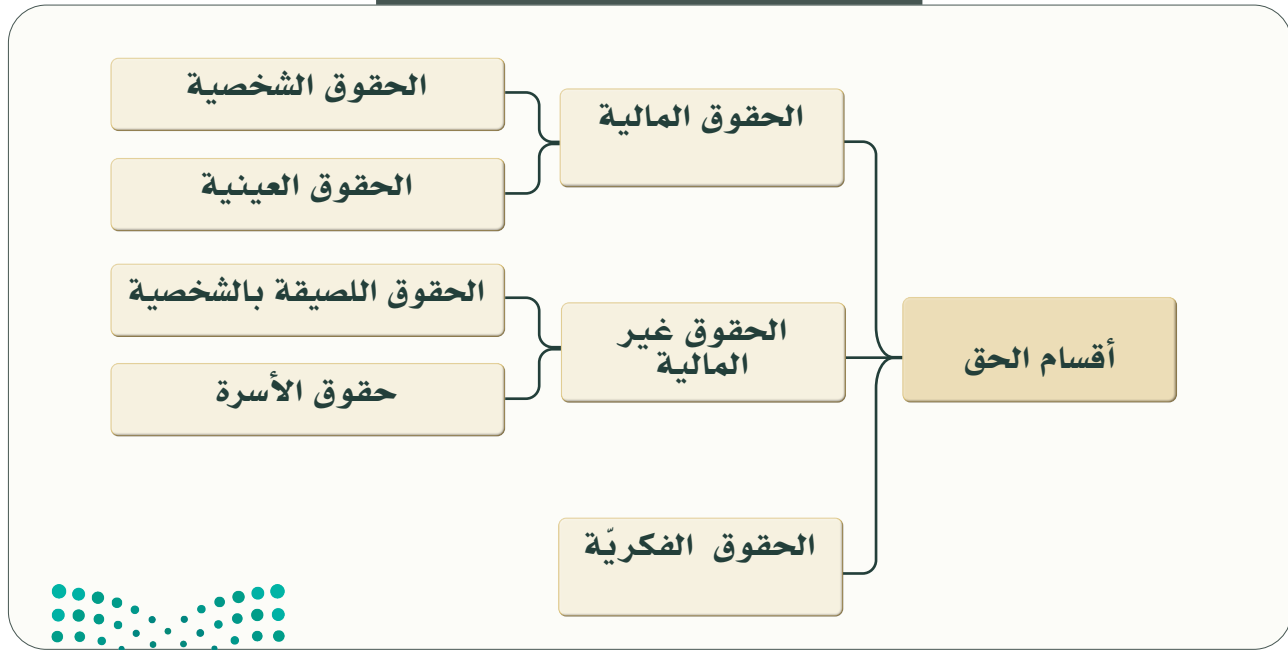 أقسام الحق
الحقوق المالية
الحقوق الشخصية
الحقوق العينية
الحقوق غير
المالية
الحقوق اللصيقة بالشخصية
حقوق الأسرة
الحقوق الفكريّة